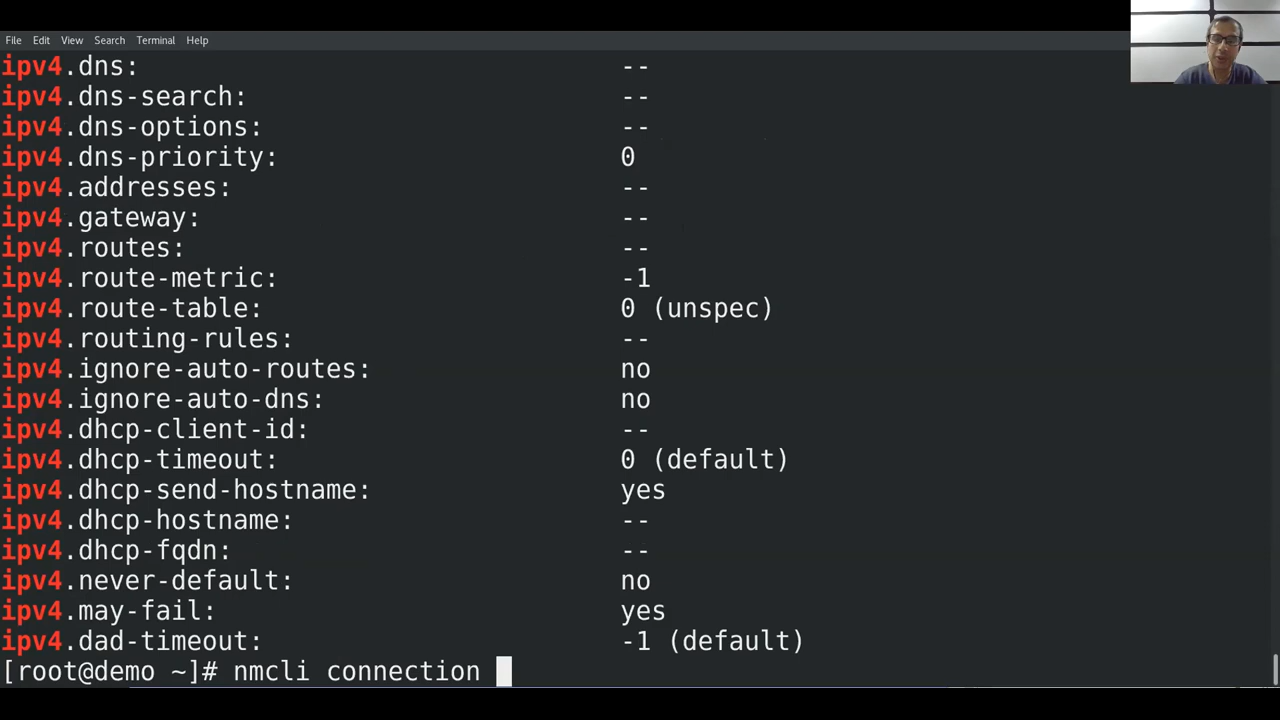 File Edit View Search Terminal Help
ipv4.dns: --
ipv4.dns-search: --
ipv4.dns-options: --
ipv4.dns-priority: 0
ipv4.addresses: --
ipv4.gateway: --
ipv4.routes: --
ipv4.route-metric: -1
ipv4.route-table: 0 (unspec)
ipv4.routing-rules: --
ipv4.ignore-auto-routes: no
ipv4.ignore-auto-dns: no
ipv4.dhcp-client-id: --
ipv4.dhcp-timeout: 0 (default)
ipv4.dhcp-send-hostname: yes
ipv4.dhcp-hostname: --
ipv4.dhcp-fqdn: --
ipv4.never-default: no
ipv4.may-fail: yes
ipv4.dad-timeout: -1 (default)
[root@demo ~]# nmcli connection